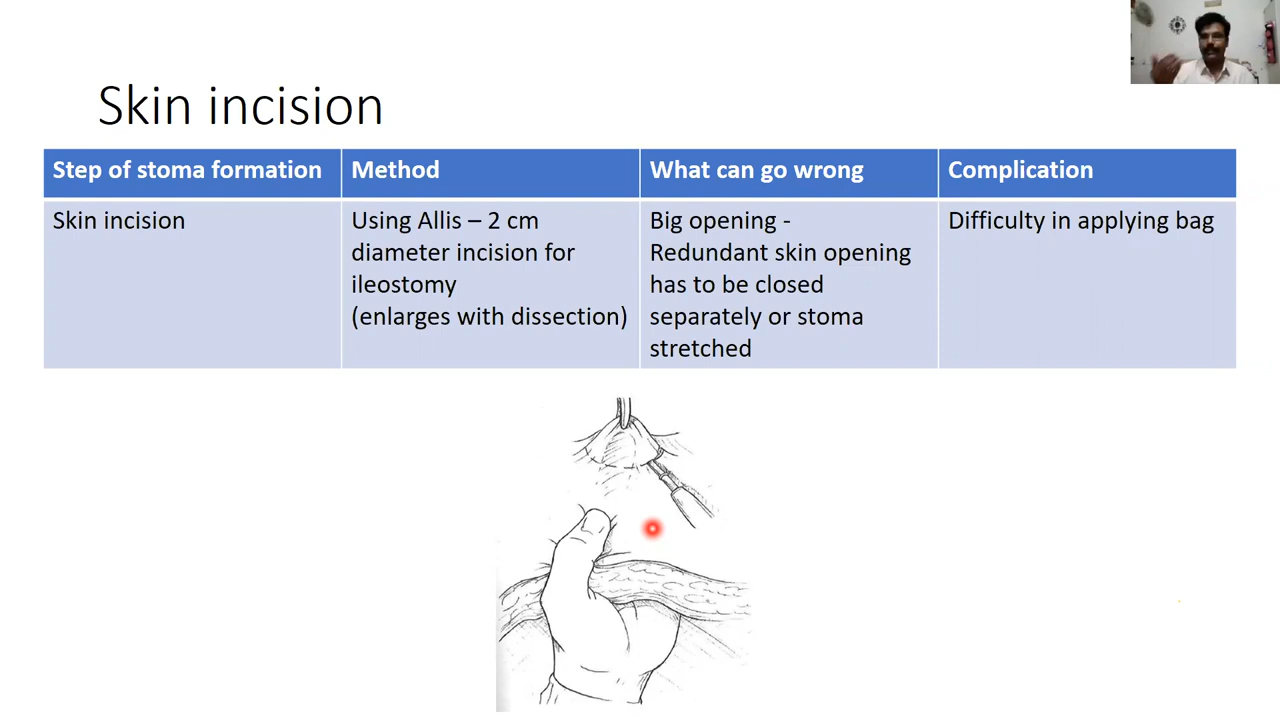 Skin incision
Step of stoma formation
Method
What can go wrong
Complication
Skin incision
Using Allis – 2 cm
diameter incision for
ileostomy
(enlarges with dissection)
Big opening -
Redundant skin opening
has to be closed
separately or stoma
stretched
Difficulty in applying bag